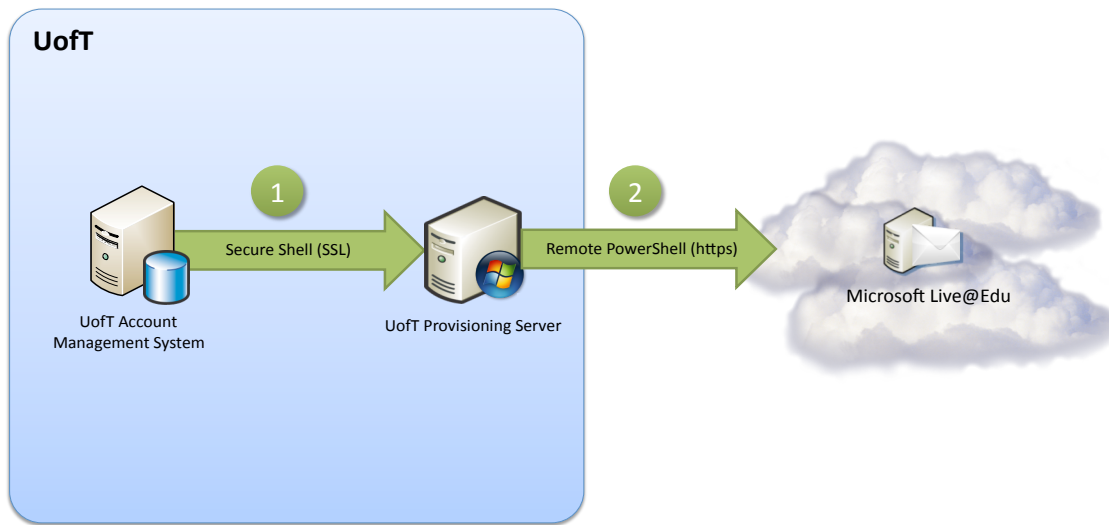 UofT
1
2
Secure Shell (SSL)
Remote PowerShell (https)
UofT Account
Management System
UofT Provisioning Server
Microsoft Live@Edu